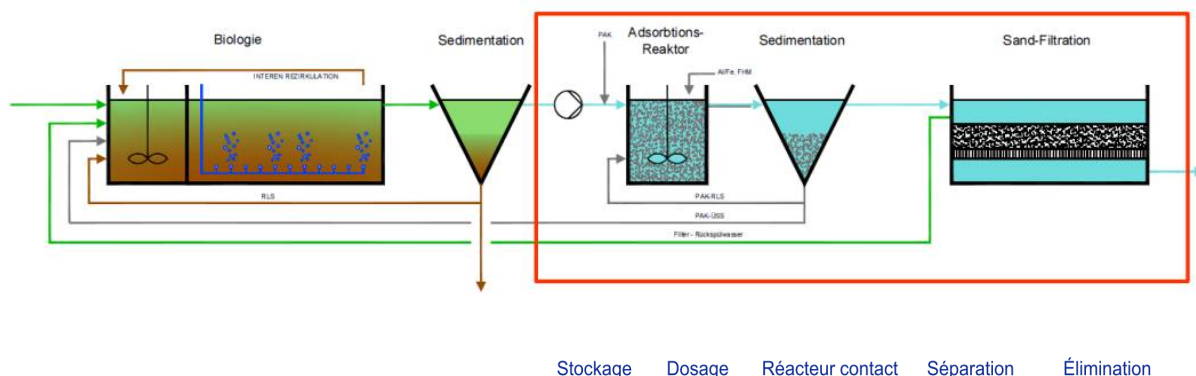 Biologie
Sedimentation
PAK
Adsorbtions-
Reaktor
Sedimentation
Sand-Filtration
INTEREN REZIRKULATION
Al/Fe, FHM
RLS
PAK-RLS
PAK-ÜSS
Filter - Rückspülwasser
Stockage
Dosage
Réacteur contact
Séparation
Élimination